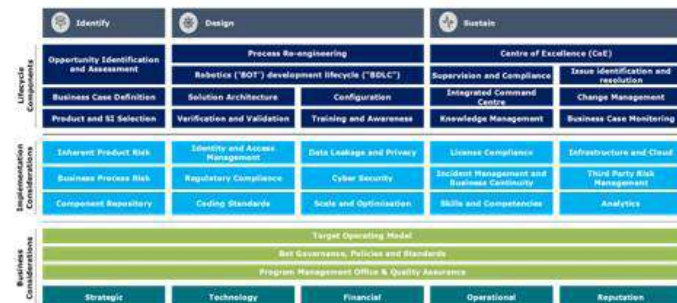 Identify
Design
Sustain
Lifecycle
Components
Opportunity Identification
and Assessment
Process Re-engineering
Centre of Excellence (CoE)
Robotics ('BOT') development lifecycle ("BDLC")
Supervision and Compliance
Issue identification and
resolution
Business Case Definition
Solution Architecture
Configuration
Integrated Command
Centre
Change Management
Product and SI Selection
Verification and Validation
Training and Awareness
Knowledge Management
Business Case Monitoring
Implementation
Considerations
Inherent Product Risk
Identity and Access
Management
Data Leakage and Privacy
License Compliance
Infrastructure and Cloud
Business Process Risk
Regulatory Compliance
Cyber Security
Incident Management and
Business Continuity
Third Party Risk
Management
Component Repository
Coding Standards
Scale and Optimisation
Skills and Competencies
Analytics
Business
Considerations
Target Operating Model
Bot Governance, Policies and Standards
Program Management Office & Quality Assurance
Strategic
Technology
Financial
Operational
Reputation